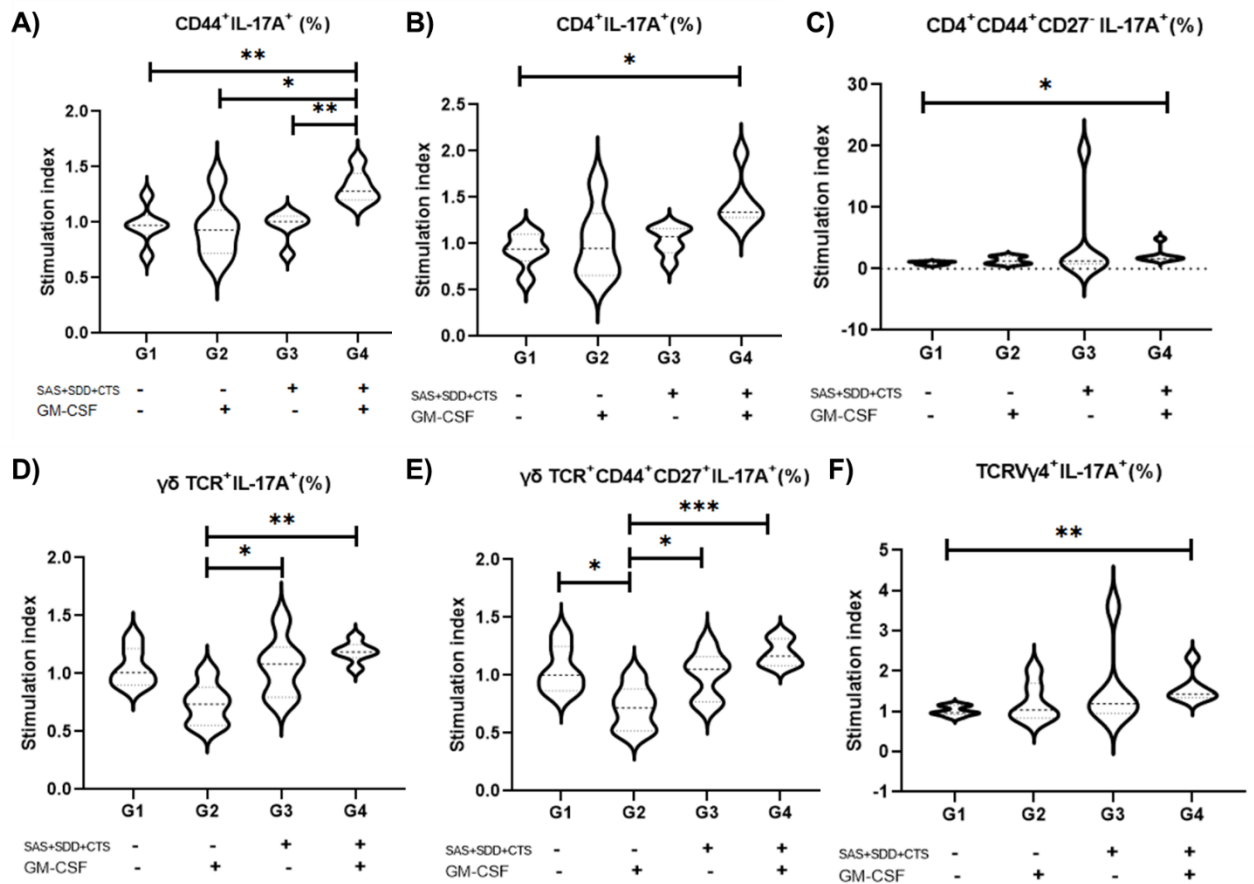 A)
CD44⁺IL-17A⁺ (%)
**
*
**
Stimulation index
2.0
1.5
1.0
0.5
0.0
G1 G2 G3 G4
SAS+SDD+CTS - - + +
GM-CSF - + - +
B)
CD4⁺IL-17A⁺ (%)
*
Stimulation index
2.5
2.0
1.5
1.0
0.5
0.0
G1 G2 G3 G4
SAS+SDD+CTS - - + +
GM-CSF - + - +
C)
CD4⁺CD44⁺CD27⁻ IL-17A⁺(%)
*
Stimulation index
30
20
10
0
-10
G1 G2 G3 G4
SAS+SDD+CTS - - + +
GM-CSF - + - +
D)
γδ TCR⁺IL-17A⁺(%)
**
*
Stimulation index
2.0
1.5
1.0
0.5
0.0
G1 G2 G3 G4
SAS+SDD+CTS - - + +
GM-CSF - + - +
E)
γδ TCR⁺CD44⁺CD27⁺IL-17A⁺(%)
***
*
*
Stimulation index
2.0
1.5
1.0
0.5
0.0
G1 G2 G3 G4
SAS+SDD+CTS - - + +
GM-CSF - + - +
F)
TCRVγ4⁺IL-17A⁺(%)
**
Stimulation index
5
4
3
2
1
0
-1
G1 G2 G3 G4
SAS+SDD+CTS - - + +
GM-CSF - + - +